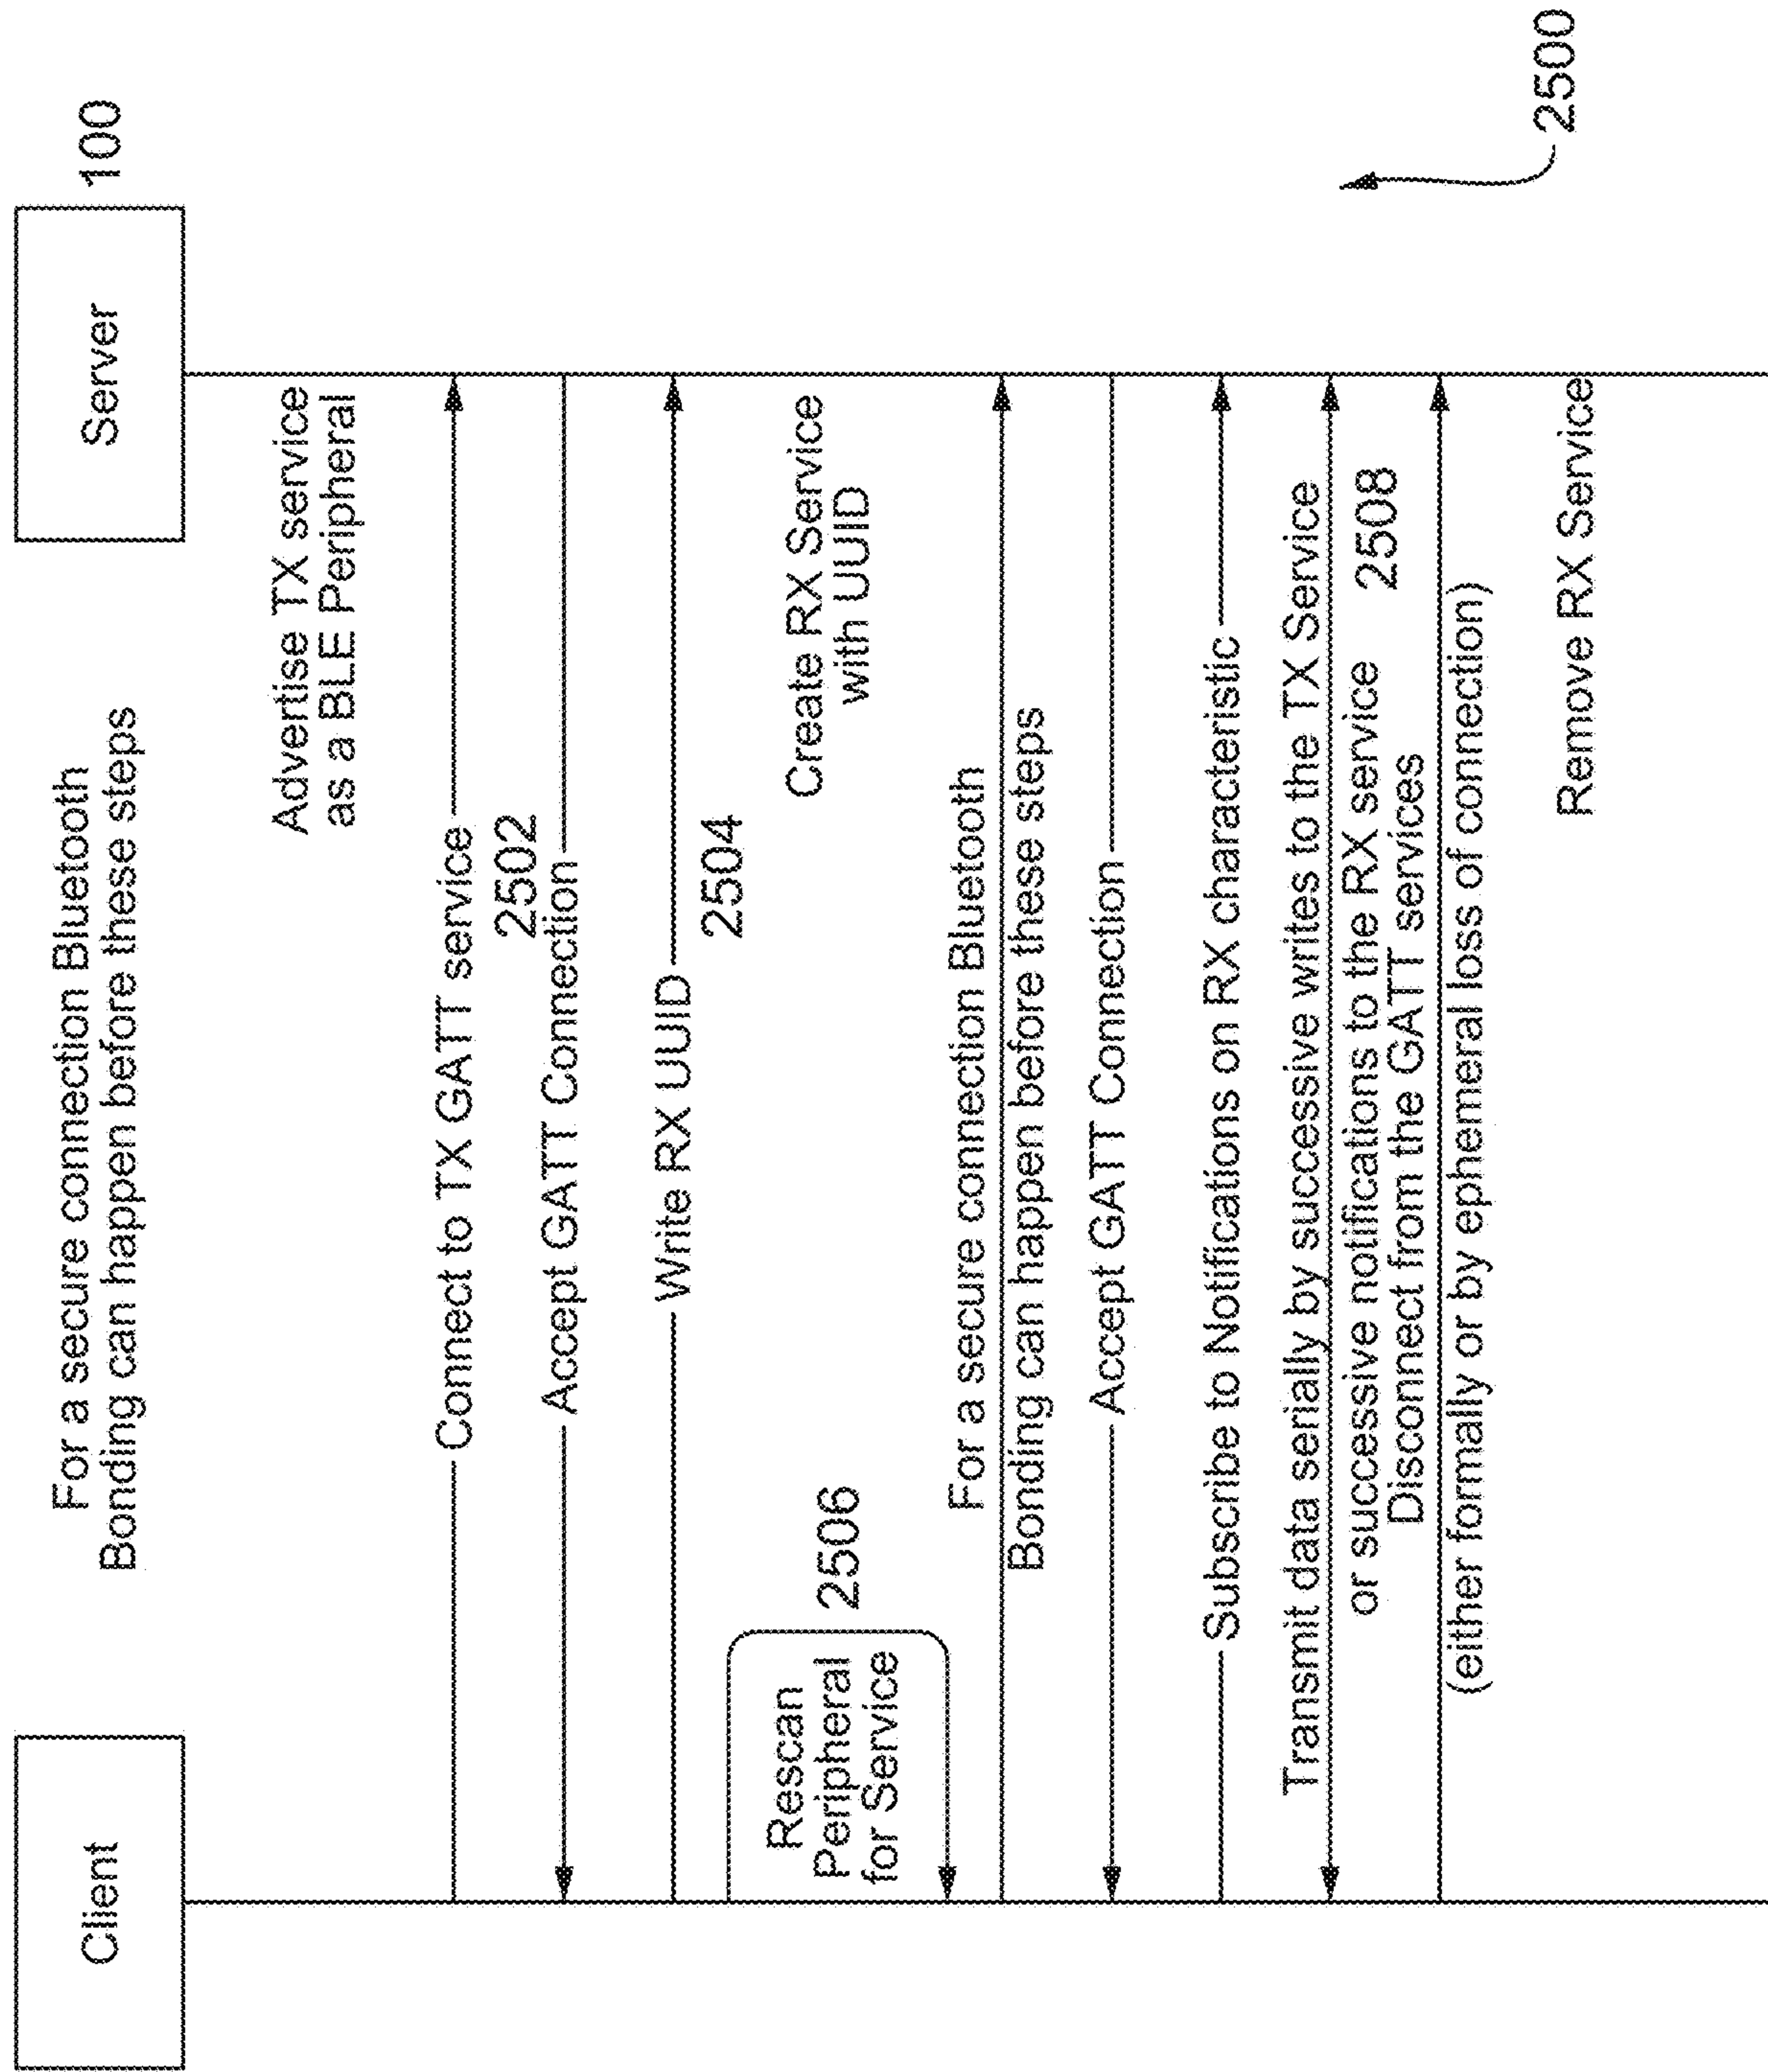 Client
Server
100
For a secure connection Bluetooth
Bonding can happen before these steps
Advertise TX service
as a BLE Peripheral
Connect to TX GATT service
2502
Accept GATT Connection
Write RX UUID
2504
Rescan
Peripheral
for Service
2506
Create RX Service
with UUID
For a secure connection Bluetooth
Bonding can happen before these steps
Accept GATT Connection
Subscribe to Notifications on RX characteristic
Transmit data serially by successive writes to the TX Service
or successive notifications to the RX service
2508
Disconnect from the GATT services
(either formally or by ephemeral loss of connection)
Remove RX Service
2500